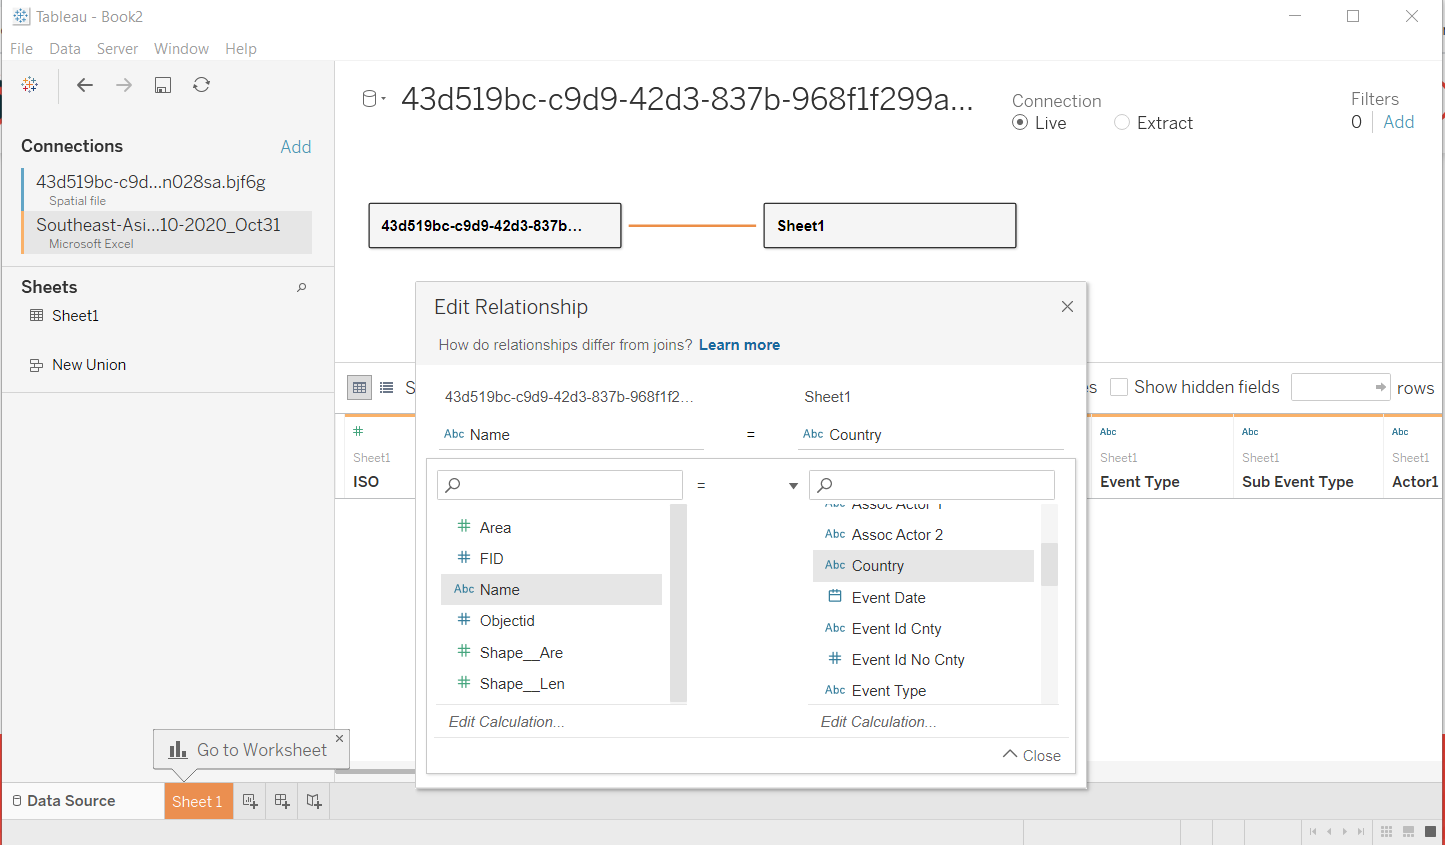 Tableau - Book2
File Data Server Window Help
43d519bc-c9d9-42d3-837b-968f1f299a...
Connection
Live Extract
Filters
0 Add
Connections Add
43d519bc-c9d...n028sa.bjf6g
Spatial file
Southeast-Asi...10-2020_Oct31
Microsoft Excel
Sheets
Sheet1
New Union
43d519bc-c9d9-42d3-837b...
Sheet1
Edit Relationship
How do relationships differ from joins? Learn more
43d519bc-c9d9-42d3-837b-968f1f2... Sheet1
Abc Name = Abc Country
=
# Area
# FID
Abc Name
# Objectid
# Shape__Are
# Shape__Len
Edit Calculation...
Abc Assoc Actor 1
Abc Assoc Actor 2
Abc Country
Event Date
Abc Event Id Cnty
# Event Id No Cnty
Abc Event Type
Edit Calculation...
Close
S
es Show hidden fields rows
#
Sheet1
ISO
Abc
Sheet1
Event Type
Abc
Sheet1
Sub Event Type
Abc
Sheet1
Actor1
Go to Worksheet
Data Source Sheet 1